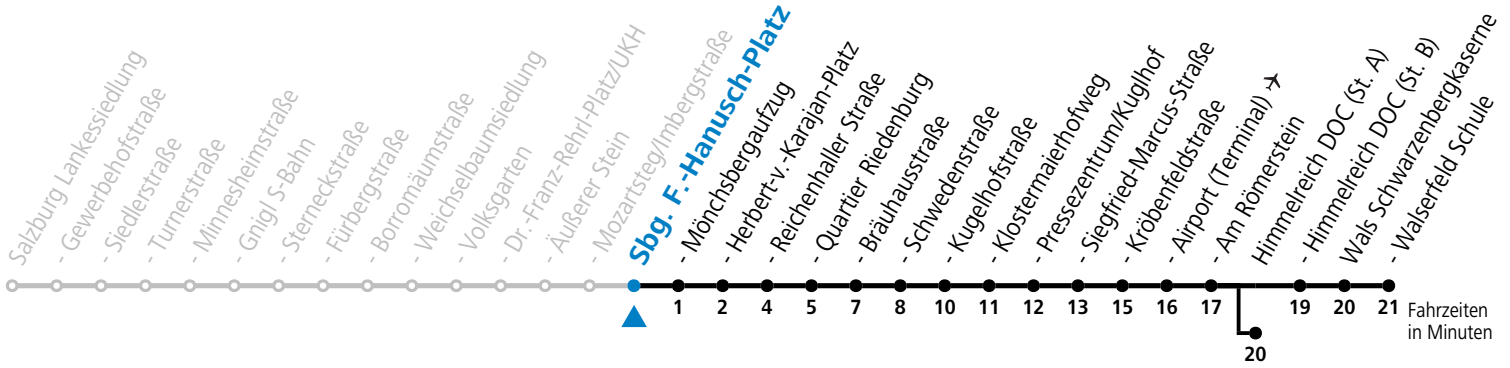 Salzburg Lankessiedlung
- Gewerbehofstraße
- Siedlerstraße
- Turnerstraße
- Minnesheimstraße
- Gnigl S-Bahn
- Sterneckstraße
- Fürbergstraße
- Borromäumstraße
- Weichselbaumsiedlung
- Volksgarten
- Dr.-Franz-Rehrl-Platz/UKH
- Äußerer Stein
- Mozartsteg/Imbergstraße
Sbg. F.-Hanusch-Platz
- Mönchsbergaufzug
- Herbert-v.-Karajan-Platz
- Reichenhaller Straße
- Quartier Riedenburg
- Bräuhausstraße
- Schwedenstraße
- Kugelhofstraße
- Klostermaierhofweg
- Pressezentrum/Kuglhof
- Siegfried-Marcus-Straße
- Kröbenfeldstraße
- Airport (Terminal)
- Am Römerstein
Himmelreich DOC (St. A)
- Himmelreich DOC (St. B)
Wals Schwarzenbergkaserne
- Walserfeld Schule
1 2 4 5 7 8 10 11 12 13 15 16 17 19 20 21
Fahrzeiten
in Minuten
20